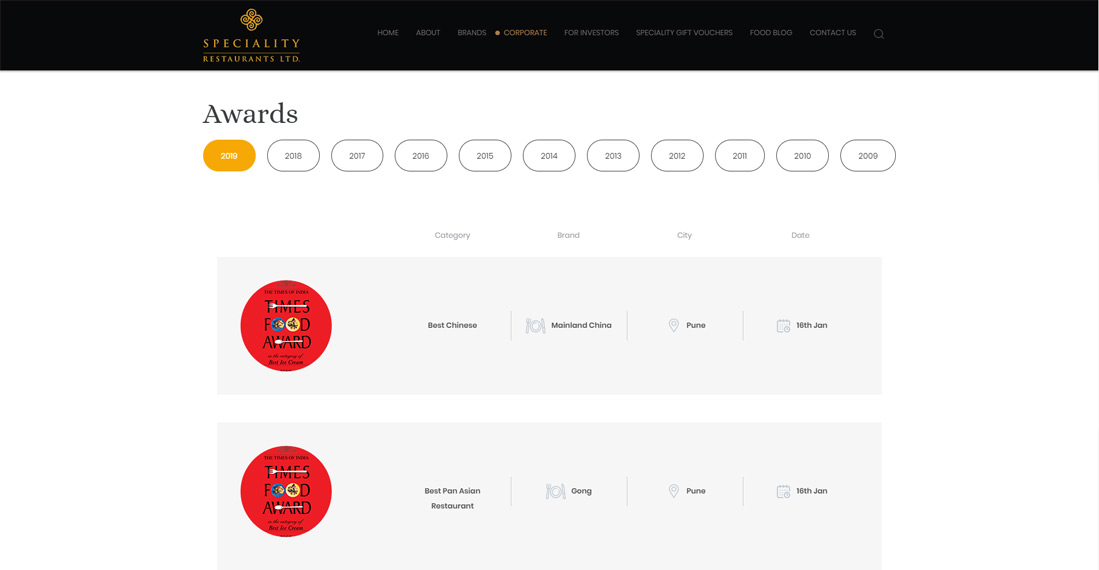 SPECIALITY
RESTAURANTS LTD.
HOME ABOUT BRANDS CORPORATE FOR INVESTORS SPECIALITY GIFT VOUCHERS FOOD BLOG CONTACT US
Awards
2019 2018 2017 2016 2015 2014 2013 2012 2011 2010 2009
Category Brand City Date
THE TIMES OF INDIA
TIMES
FOOD
AWARD
in the category of
Best Ice Cream
Best Chinese Mainland China Pune 16th Jan
THE TIMES OF INDIA
TIMES
FOOD
AWARD
in the category of
Best Ice Cream
Best Pan Asian
Restaurant
Gong Pune 16th Jan